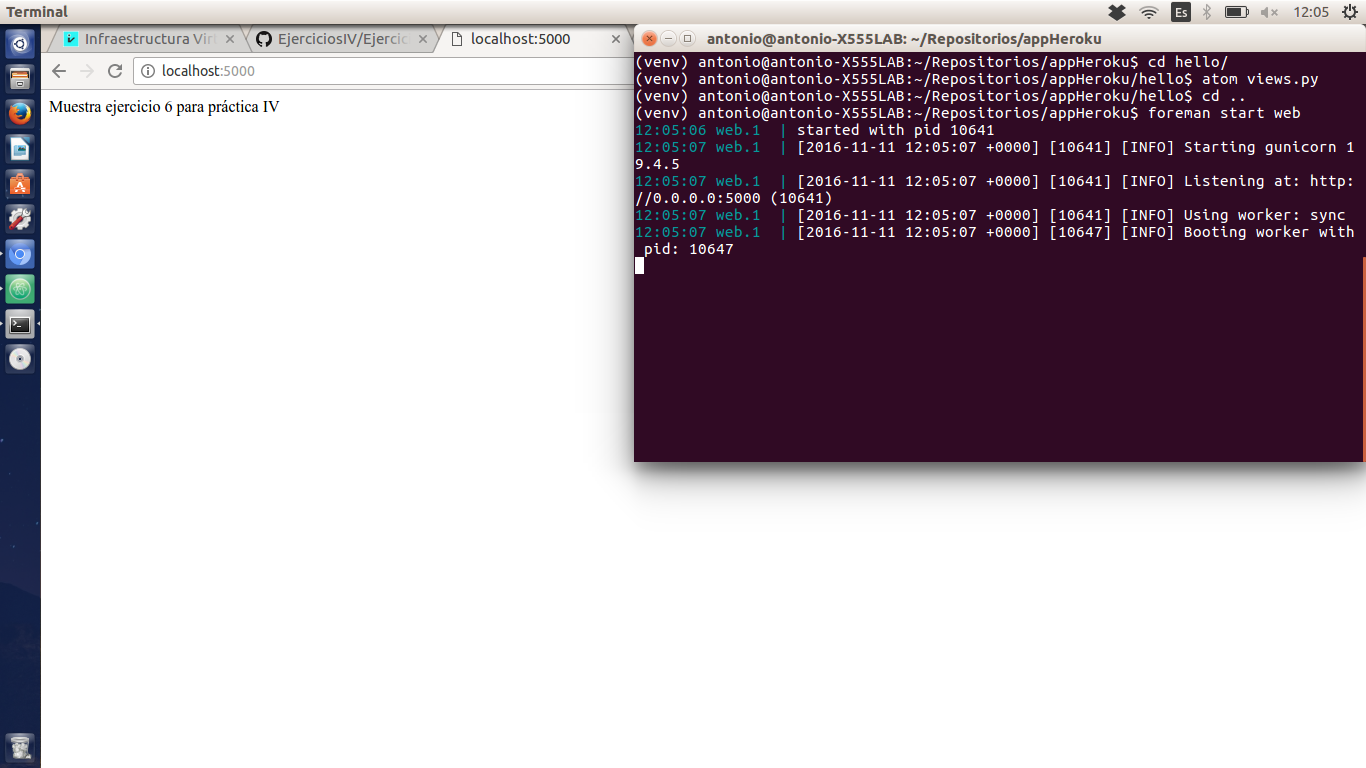 Terminal
Es
12:05
Infraestructura Vir
EjerciciosIV/Ejercic
localhost:5000
localhost:5000
Muestra ejercicio 6 para práctica IV
antonio@antonio-X555LAB: ~/Repositorios/appHeroku
(venv) antonio@antonio-X555LAB:~/Repositorios/appHeroku$ cd hello/
(venv) antonio@antonio-X555LAB:~/Repositorios/appHeroku/hello$ atom views.py
(venv) antonio@antonio-X555LAB:~/Repositorios/appHeroku/hello$ cd ..
(venv) antonio@antonio-X555LAB:~/Repositorios/appHeroku$ foreman start web
12:05:06 web.1  | started with pid 10641
12:05:07 web.1  | [2016-11-11 12:05:07 +0000] [10641] [INFO] Starting gunicorn 1
9.4.5
12:05:07 web.1  | [2016-11-11 12:05:07 +0000] [10641] [INFO] Listening at: http:
//0.0.0.0:5000 (10641)
12:05:07 web.1  | [2016-11-11 12:05:07 +0000] [10641] [INFO] Using worker: sync
12:05:07 web.1  | [2016-11-11 12:05:07 +0000] [10647] [INFO] Booting worker with
pid: 10647